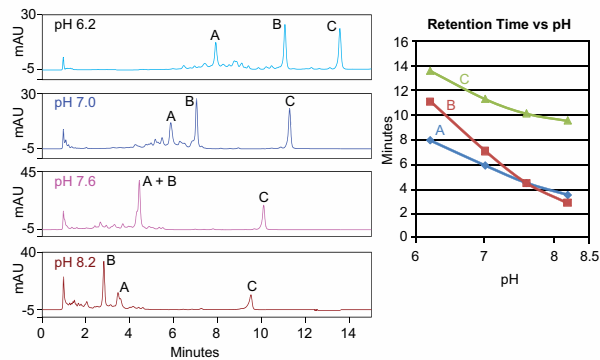 30
mAU
-5
pH 6.2
A
B
C
30
mAU
-5
pH 7.0
A
B
C
45
mAU
-5
pH 7.6
A + B
C
40
mAU
-5
pH 8.2
B
A
C
0 2 4 6 8 10 12 14
Minutes
Retention Time vs pH
16
14
12
10
8
6
4
2
0
Minutes
C
B
A
6 7 8 8.5
pH